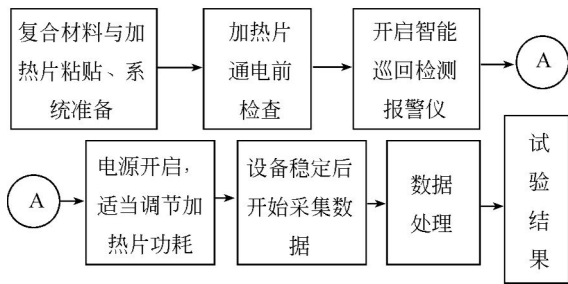 复合材料与加
热片粘贴、系
统准备
加热片
通电前
检查
开启智能
巡回检测
报警仪
A
A
电源开启，
适当调节加
热片功耗
设备稳定后
开始采集数
据
数据
处理
试
验
结
果